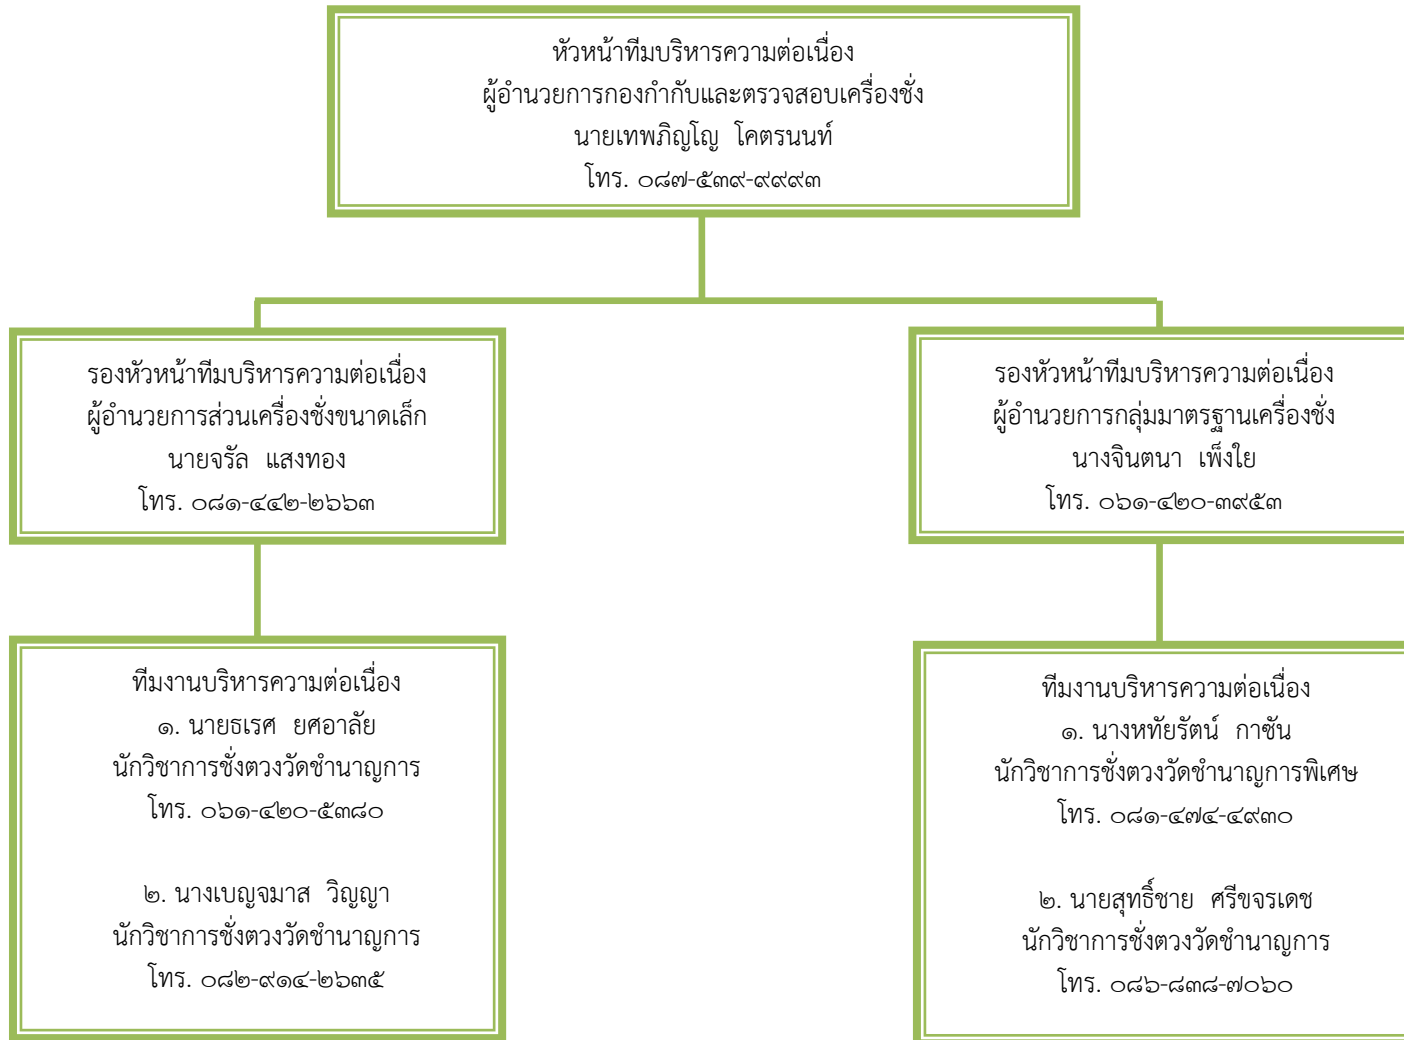 หัวหน้าทีมบริหารความต่อเนื่อง
ผู้อำนวยการกองกำกับและตรวจสอบเครื่องชั่ง
นายเทพภิญโญ โคตรนนท์
โทร. ๐๘๗-๕๓๙-๙๙๙๓
รองหัวหน้าทีมบริหารความต่อเนื่อง
ผู้อำนวยการส่วนเครื่องชั่งขนาดเล็ก
นายจรัล แสงทอง
โทร. ๐๘๑-๔๔๒-๒๖๖๓
รองหัวหน้าทีมบริหารความต่อเนื่อง
ผู้อำนวยการกลุ่มมาตรฐานเครื่องชั่ง
นางจินตนา เพ็งใย
โทร. ๐๖๑-๔๒๐-๓๙๕๓
ทีมงานบริหารความต่อเนื่อง
๑. นายธเรศ ยศอาลัย
นักวิชาการชั่งตวงวัดชำนาญการ
โทร. ๐๖๑-๔๒๐-๕๓๘๐
๒. นางเบญจมาส วิญญา
นักวิชาการชั่งตวงวัดชำนาญการ
โทร. ๐๘๒-๙๑๔-๒๖๓๕
ทีมงานบริหารความต่อเนื่อง
๑. นางหทัยรัตน์ กาซัน
นักวิชาการชั่งตวงวัดชำนาญการพิเศษ
โทร. ๐๘๑-๔๗๔-๔๙๓๐
๒. นายสุทธิ์ชาย ศรีขจรเดช
นักวิชาการชั่งตวงวัดชำนาญการ
โทร. ๐๘๖-๘๓๘-๗๐๖๐